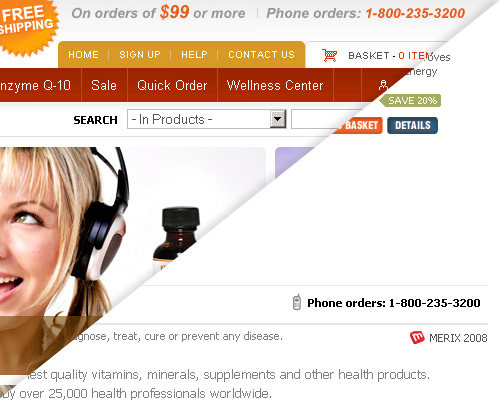 FREE
SHIPPING
On orders of $99 or more | Phone orders: 1-800-235-3200
HOME | SIGN UP | HELP | CONTACT US
BASKET - 0 ITEM
nzyme Q-10 Sale Quick Order Wellness Center
SAVE 20%
SEARCH - In Products -
BASKET DETAILS
Phone orders: 1-800-235-3200
gnose, treat, cure or prevent any disease.
MERIX 2008
est quality vitamins, minerals, supplements and other health products.
by over 25,000 health professionals worldwide.